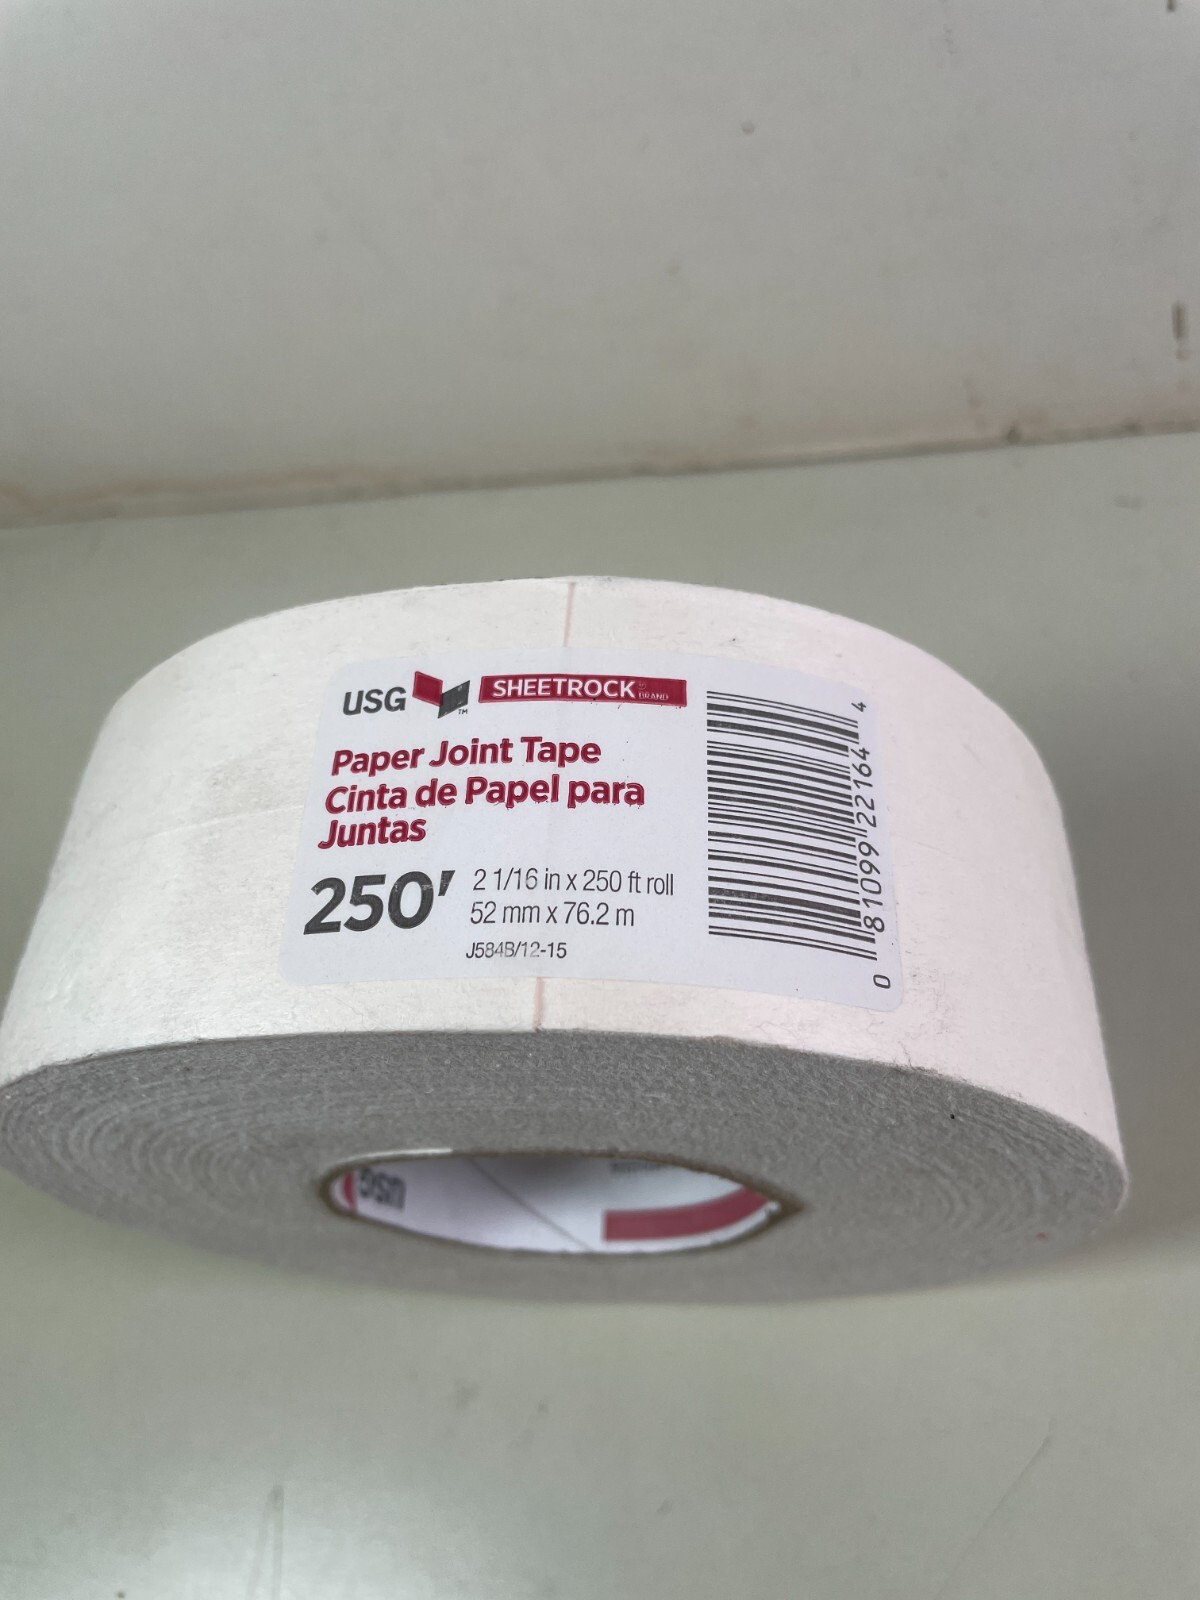 USG™ SHEETROCK® BRAND
Paper Joint Tape
Cinta de Papel para
Juntas
250' 2 1/16 in x 250 ft roll
52 mm x 76.2 m
J584B/12-15
0 81099 22164 4
USG